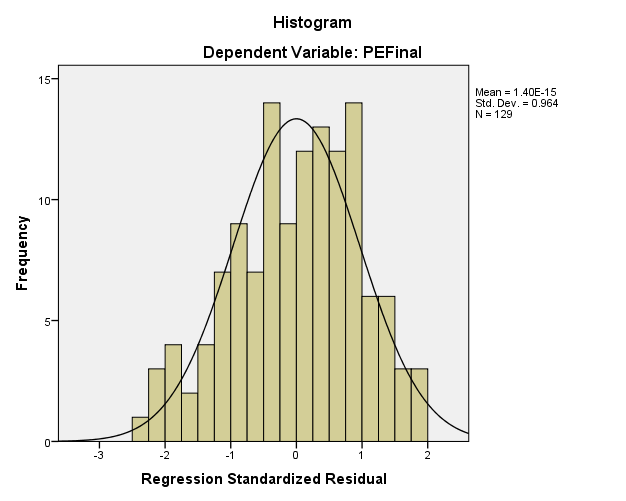 Histogram
Dependent Variable: PEFinal
Mean = 1.40E-15
Std. Dev. = 0.964
N = 129
Frequency
15
10
5
0
-3 -2 -1 0 1 2
Regression Standardized Residual